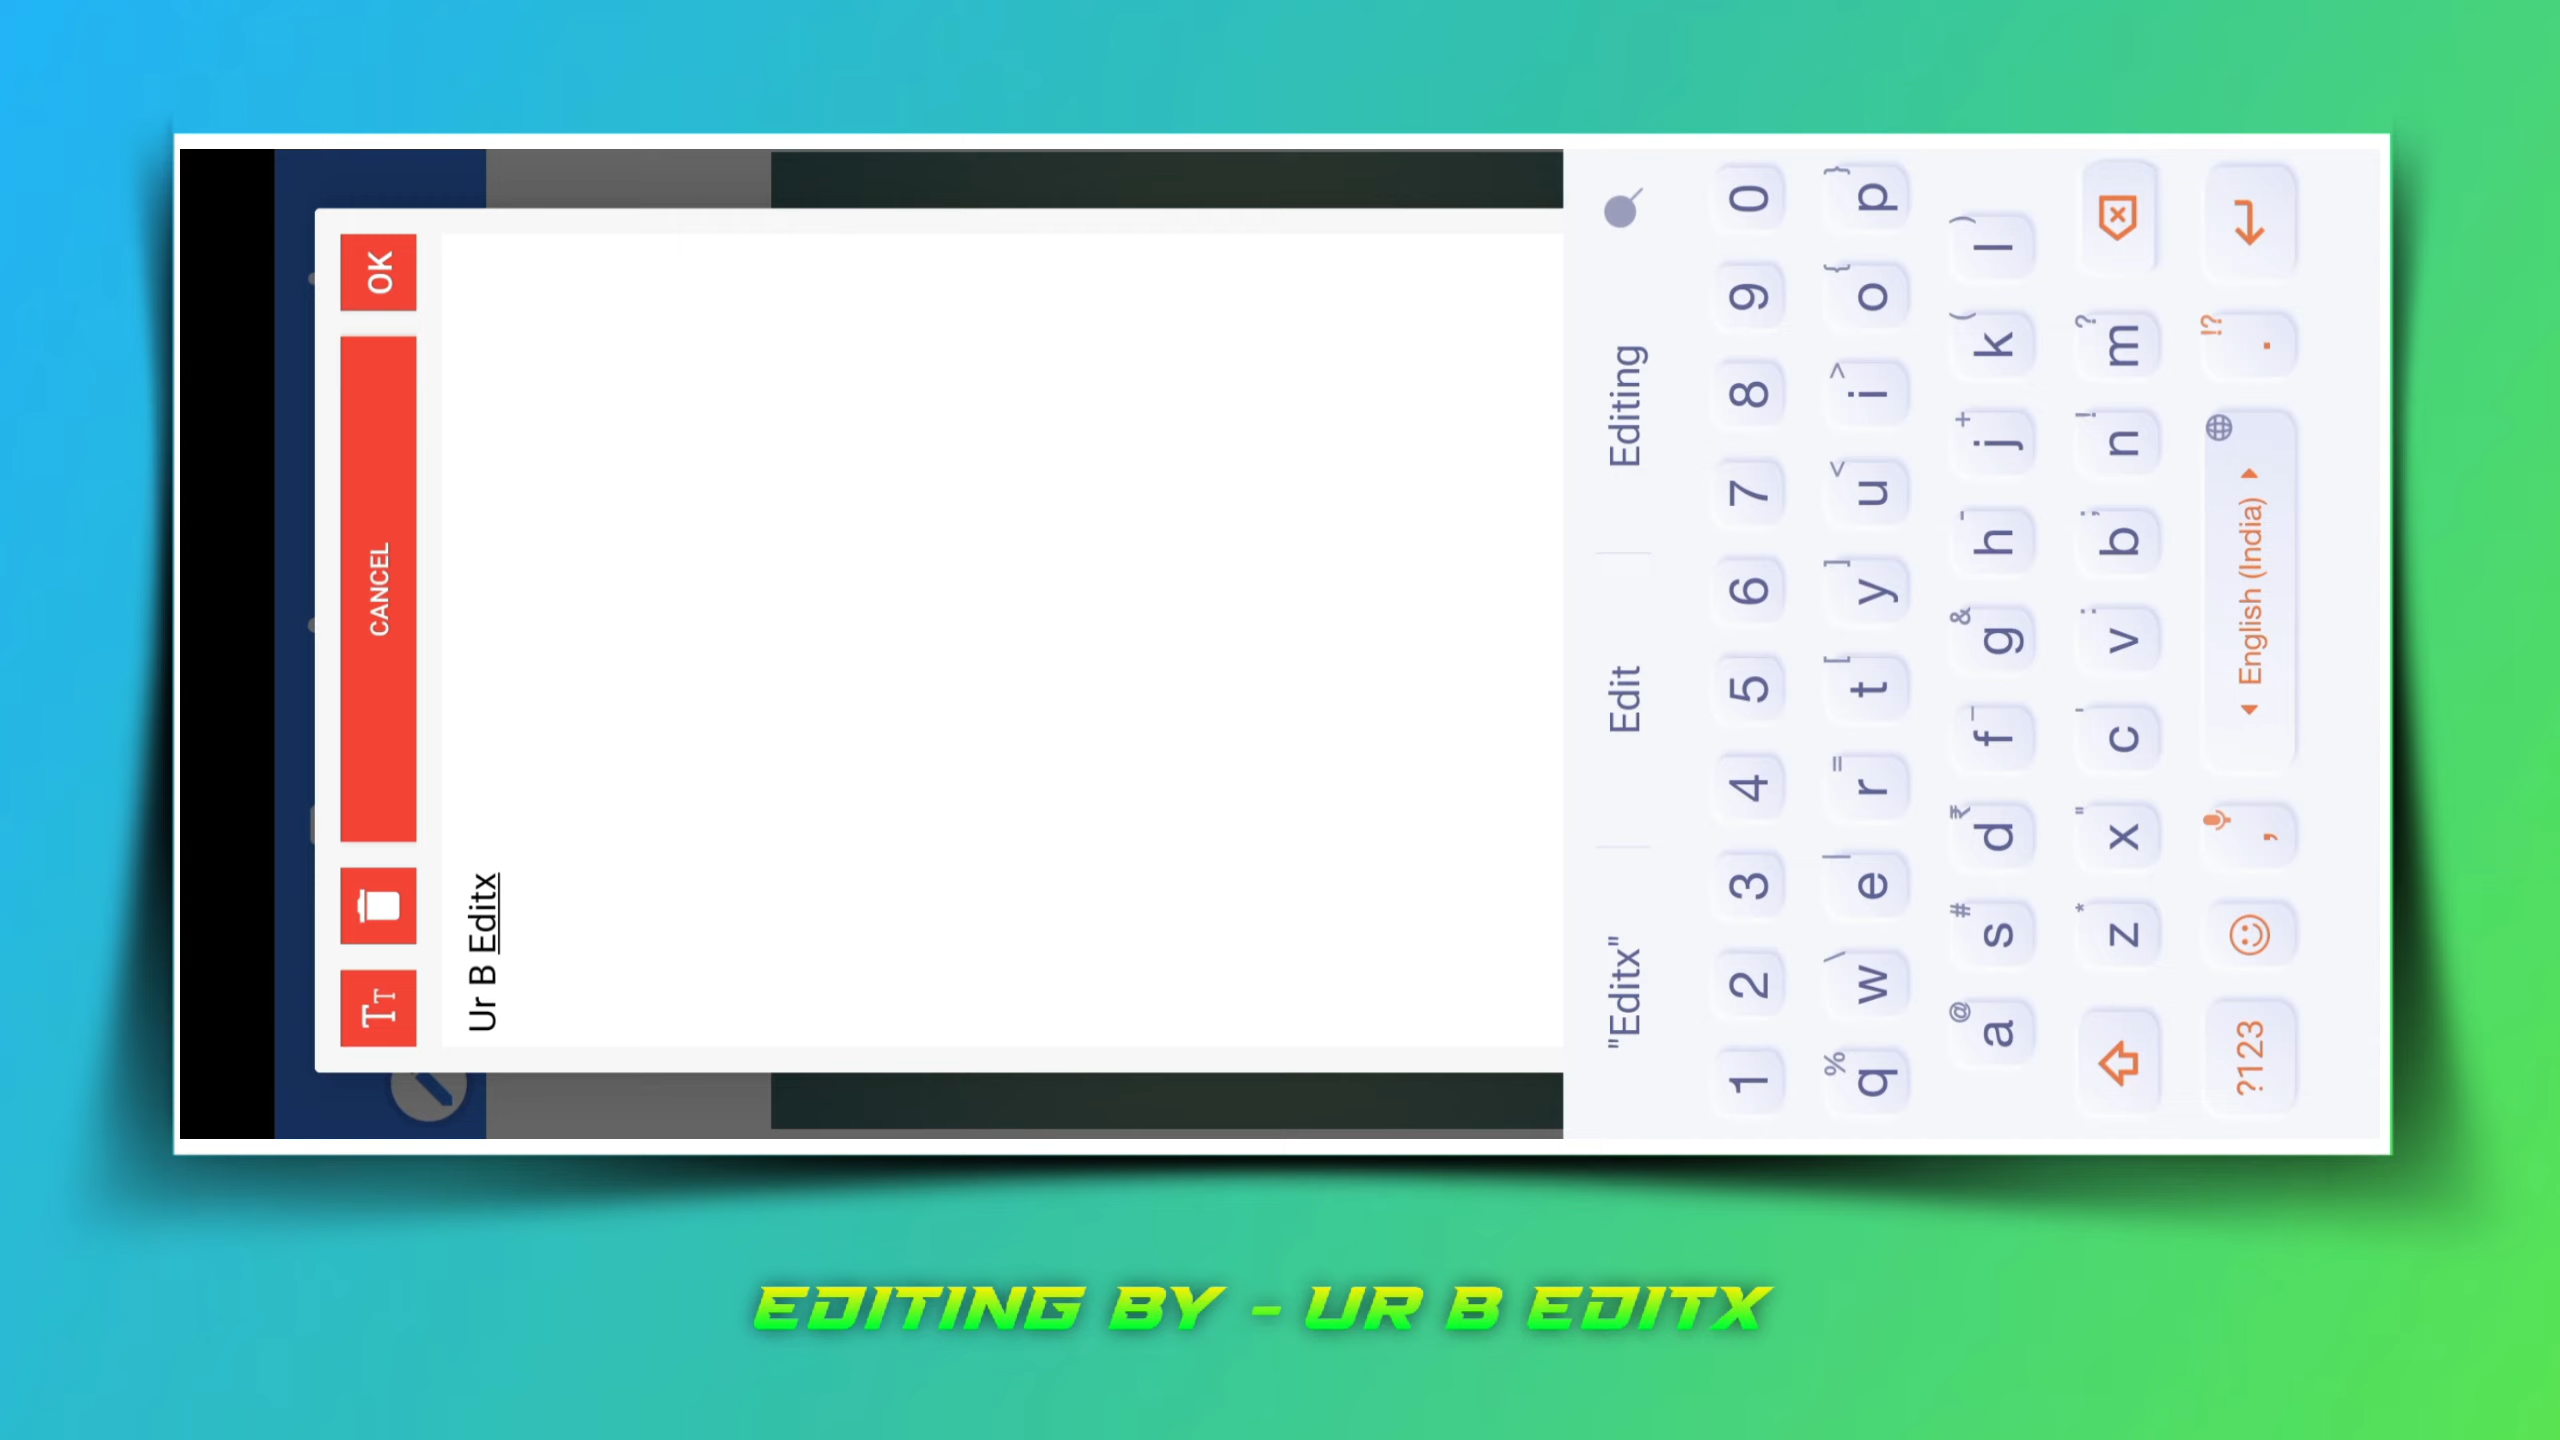 Ur B Editx
TT
CANCEL
OK
"Editx" Edit Editing
1 2 3 4 5 6 7 8 9 0
% \ | = [ ] < > { }
q w e r t y u i o p
@ # ₹ _ & - + ( )
a s d f g h j k l
* " ' : ; ! ?
z x c v b n m
!?
?123 , English (India) .
EDITING BY - UR B EDITX